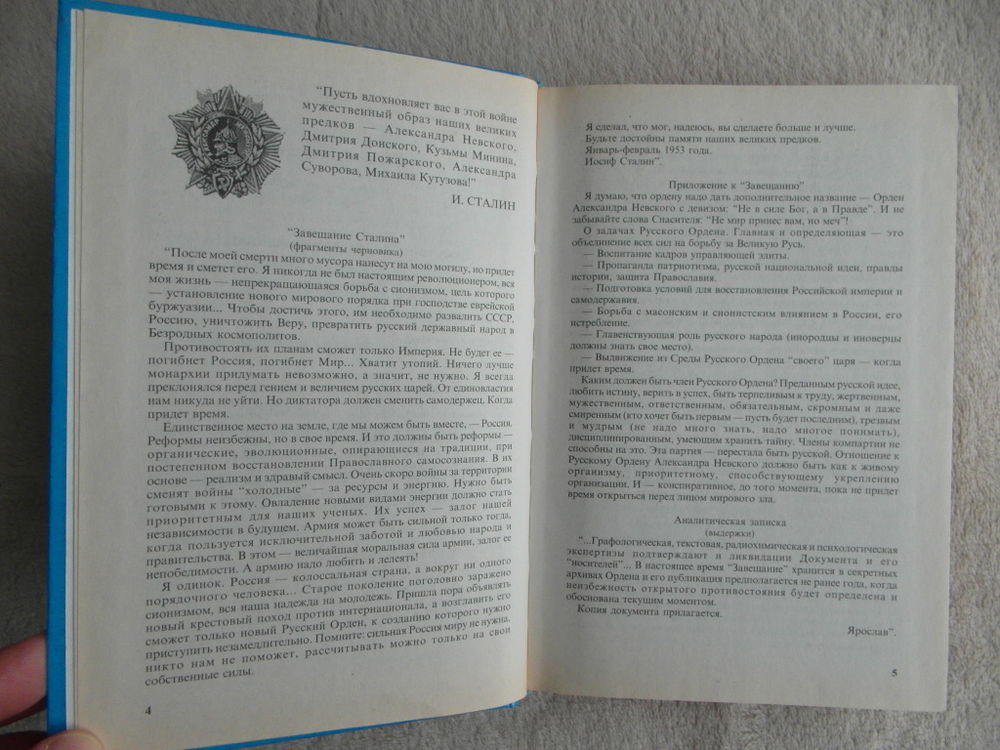 “Пусть вдохновляет вас в этой войне
мужественный образ наших великих
предков — Александра Невского,
Дмитрия Донского, Кузьмы Минина,
Дмитрия Пожарского, Александра
Суворова, Михаила Кутузова!”
И. СТАЛИН
“Завещание Сталина”
(фрагменты черновика)
“После моей смерти много мусора нанесут на мою могилу, но придет
время и сметет его. Я никогда не был настоящим революционером, вся
моя жизнь — непрекращающаяся борьба с сионизмом, цель которого
— установление нового мирового порядка при господстве еврейской
буржуазии... Чтобы достичь этого, им необходимо развалить СССР,
Россию, уничтожить Веру, превратить русский державный народ в
Безродных космополитов.
Противостоять их планам сможет только Империя. Не будет ее —
погибнет Россия, погибнет Мир... Хватит утопий. Ничего лучше
монархии придумать невозможно, а значит, не нужно. Я всегда
преклонялся перед гением и величием русских царей. От единовластия
нам никуда не уйти. Но диктатора должен сменить самодержец. Когда
придет время.
Единственное место на земле, где мы можем быть вместе, — Россия.
Реформы неизбежны, но в свое время. И это должны быть реформы —
органические, эволюционные, опирающиеся на традиции, при
постепенном восстановлении Православного самосознания. В их
основе — реализм и здравый смысл. Очень скоро войны за территории
сменят войны “холодные” — за ресурсы и энергию. Нужно быть
готовыми к этому. Овладение новыми видами энергии должно стать
приоритетным для наших ученых. Их успех — залог нашей
независимости в будущем. Армия может быть сильной только тогда,
когда пользуется исключительной заботой и любовью народа и
правительства. В этом — величайшая моральная сила армии, залог ее
непобедимости. А армию надо любить и лелеять!
Я одинок. Россия — колоссальная страна, а вокруг ни одного
порядочного человека... Старое поколение поголовно заражено
сионизмом, вся наша надежда на молодежь. Пришла пора объявлять
новый крестовый поход против интернационала, а возглавить его
сможет только новый Русский Орден, к созданию которого нужно
приступить незамедлительно. Помните: сильная Россия миру не нужна,
никто нам не поможет, рассчитывать можно только на свои
собственные силы.
4
Я сделал, что мог, надеюсь, вы сделаете больше и лучше.
Будьте достойны памяти наших великих предков.
Январь-февраль 1953 года.
Иосиф Сталин”.
Приложение к “Завещанию”
Я думаю, что ордену надо дать дополнительное название — Орден
Александра Невского с девизом: “Не в силе Бог, а в Правде”. И не
забывайте слова Спасителя: “Не мир принес вам, но меч”!
О задачах Русского Ордена. Главная и определяющая — это
объединение всех сил на борьбу за Великую Русь.
— Воспитание кадров управляющей элиты.
— Пропаганда патриотизма, русской национальной идеи, правды
истории, защита Православия.
— Подготовка условий для восстановления Российской империи и
самодержавия.
— Борьба с масонским и сионистским влиянием в России, его
истребление.
— Главенствующая роль русского народа (инородцы и иноверцы
должны знать свое место).
— Выдвижение из Среды Русского Ордена “своего” царя — когда
придет время.
Каким должен быть член Русского Ордена? Преданным русской идее,
любить истину, верить в успех, быть терпеливым к труду, жертвенным,
мужественным, ответственным, обязательным, скромным и даже
смиренным (кто хочет быть первым — пусть будет последним), трезвым
и мудрым (не надо много знать, надо многое понимать),
дисциплинированным, умеющим хранить тайну. Члены компартии не
способны на это. Эта партия — перестала быть русской. Отношение к
Русскому Ордену Александра Невского должно быть как к живому
организму, приоритетному, способствующему укреплению
организации. И — конспиративное, до того момента, пока не придет
время открыться перед лицом мирового зла.
Аналитическая записка
(выдержки)
“...Графологическая, текстовая, радиохимическая и психологическая
экспертизы подтверждают и ликвидации Документа и его
“носителей”... В настоящее время “Завещание” хранится в секретных
архивах Ордена и его публикация предполагается не ранее года, когда
неизбежность открытого противостояния будет определена и
обоснована текущим моментом.
Копия документа прилагается.
Ярослав”.
5